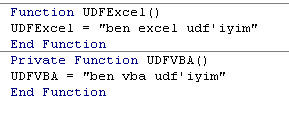 Function UDFExcel()
UDFExcel = "ben excel udf'iyim"
End Function
Private Function UDFVBA()
UDFVBA = "ben vba udf'iyim"
End Function